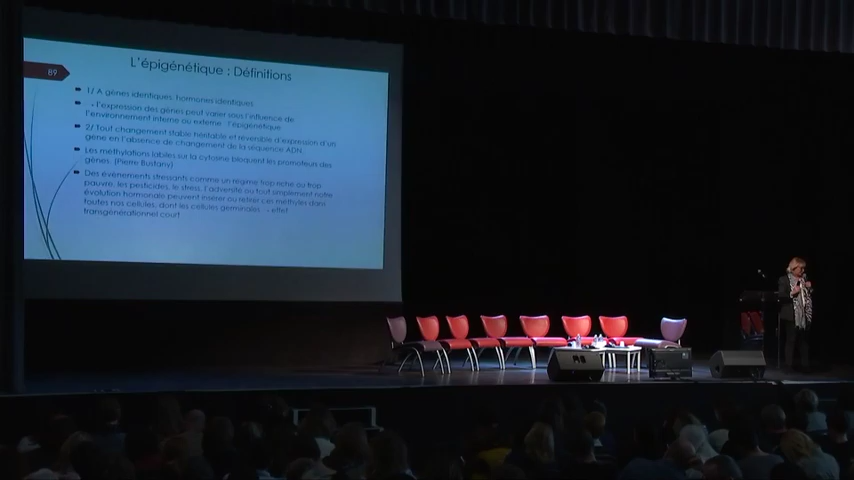 89
L'épigénétique : Définitions
1/ A gènes identiques, hormones identiques
→ l'expression des gènes peut varier sous l'influence de
l'environnement interne ou externe : l'épigénétique
2/ Tout changement stable héritable et réversible d'expression d'un
gène en l'absence de changement de la séquence ADN.
Les méthylations labiles sur la cytosine bloquent les promoteurs des
gènes. (Pierre Bustany)
Des évènements stressants comme un régime trop riche ou trop
pauvre, les pesticides, le stress, l'adversité ou tout simplement notre
évolution hormonale peuvent insérer ou retirer ces méthyles dans
toutes nos cellules, dont les cellules germinales → effet
transgénérationnel court